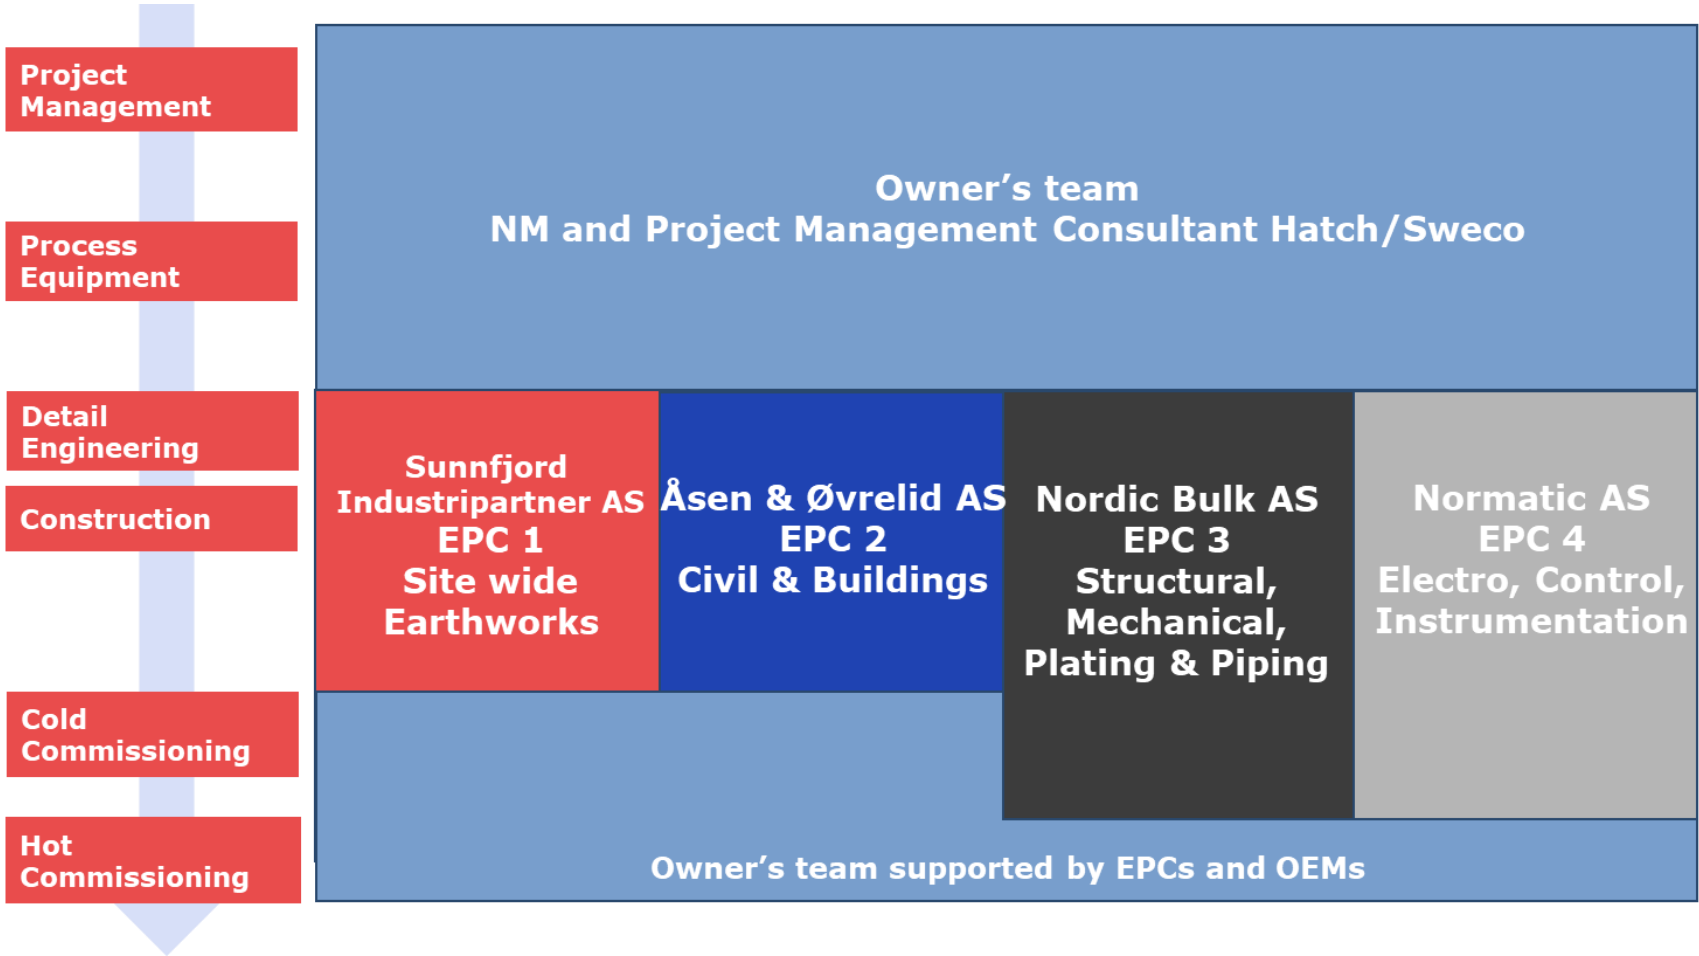 Project
Management
Process
Equipment
Detail
Engineering
Construction
Cold
Commissioning
Hot
Commissioning
Owner’s team
NM and Project Management Consultant Hatch/Sweco
Sunnfjord
Industripartner AS
EPC 1
Site wide
Earthworks
Åsen & Øvrelid AS
EPC 2
Civil & Buildings
Nordic Bulk AS
EPC 3
Structural,
Mechanical,
Plating & Piping
Normatic AS
EPC 4
Electro, Control,
Instrumentation
Owner’s team supported by EPCs and OEMs